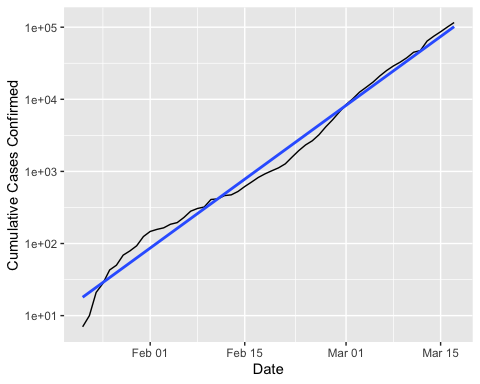 Cumulative Cases Confirmed
1e+05
1e+04
1e+03
1e+02
1e+01
Feb 01 Feb 15 Mar 01 Mar 15
Date